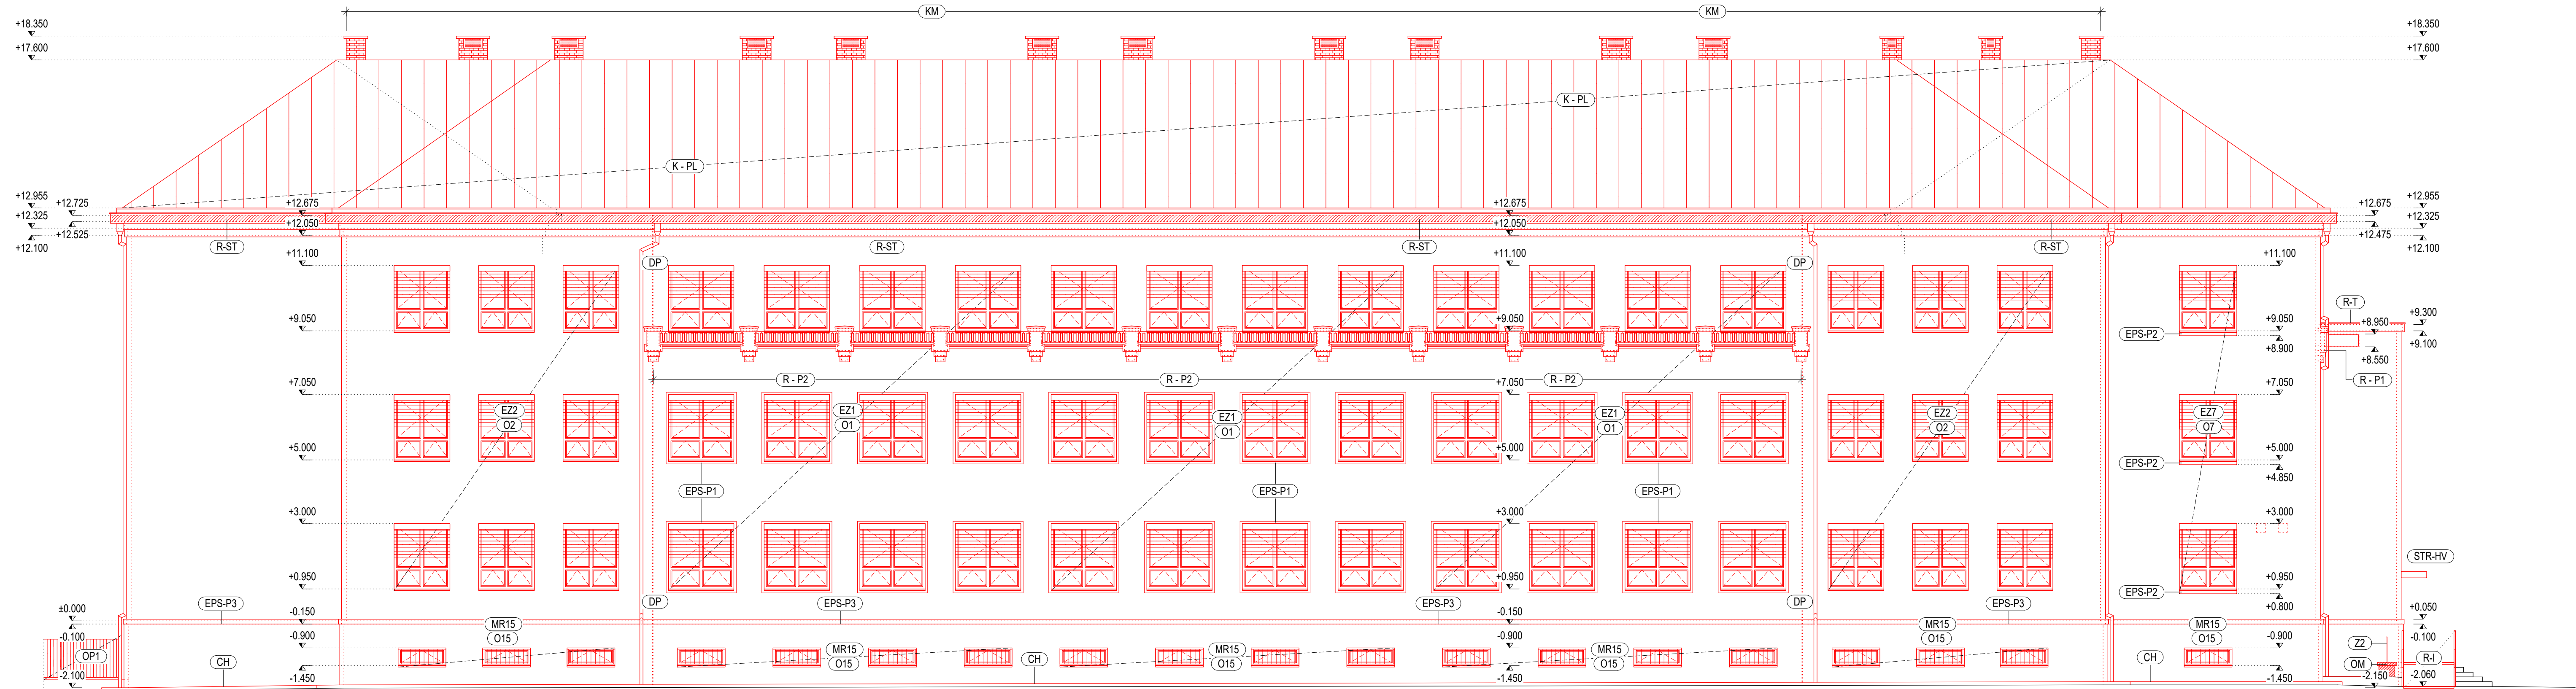 KM KM
+18.350 +18.350
+17.600 +17.600
K - PL
K - PL
+12.955 +12.725 +12.675 +12.675 +12.675 +12.955
+12.325 +12.050 +12.050 +12.325
+12.525 +12.475
+12.100 R-ST R-ST R-ST R-ST +12.100
+11.100 DP +11.100 DP +11.100
R-T
+9.050 +9.050 +9.050 +8.950 +9.300
EPS-P2 +8.900 +9.100
+8.550
+7.050 R - P2 R - P2 R - P2 +7.050 +7.050 R - P1
EZ2 EZ1 EZ1 EZ1 EZ2 EZ7
O2 O1 O1 O1 O2 O7
+5.000 +5.000 +5.000
EPS-P2 +4.850
EPS-P1 EPS-P1 EPS-P1
+3.000 +3.000 +3.000
STR-HV
+0.950 +0.950 +0.950
EPS-P2
±0.000 EPS-P3 DP EPS-P3 EPS-P3 DP EPS-P3 +0.800
-0.150 -0.150 +0.050
MR15 MR15 MR15
-0.100 -0.900 O15 -0.900 O15 O15 -0.900 -0.100
Z2
OP1 CH MR15 MR15 MR15 CH R-I
O15 O15 O15 OM
CH
-2.100 -1.450 -1.450 -1.450 -2.150 -2.060